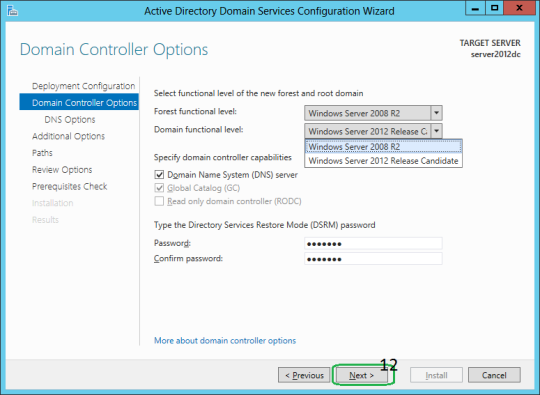 Active Directory Domain Services Configuration Wizard
Domain Controller Options
TARGET SERVER
server2012dc
Deployment Configuration
Domain Controller Options
DNS Options
Additional Options
Paths
Review Options
Prerequisites Check
Installation
Results
Select functional level of the new forest and root domain
Forest functional level: Windows Server 2008 R2
Domain functional level: Windows Server 2012 Release C
Windows Server 2008 R2
Windows Server 2012 Release Candidate
Specify domain controller capabilities
Domain Name System (DNS) server
Global Catalog (GC)
Read only domain controller (RODC)
Type the Directory Services Restore Mode (DSRM) password
Password: •••••••
Confirm password: •••••••
More about domain controller options
12
< Previous Next > Install Cancel